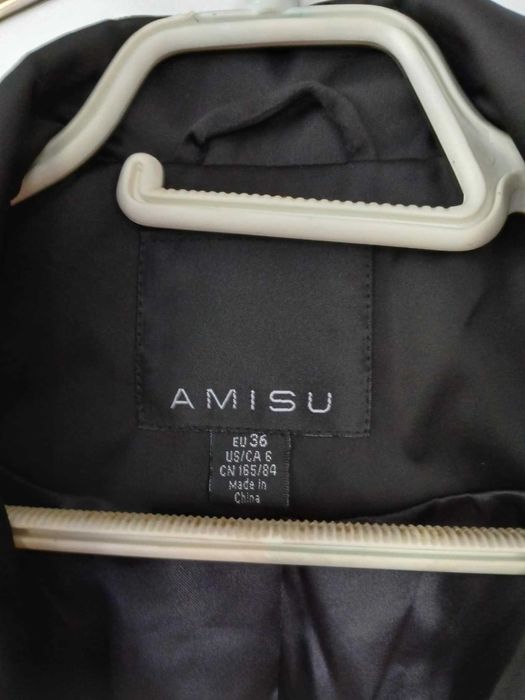 AMISU
EU 36
US/CA 6
CN 165/84
Made in
China